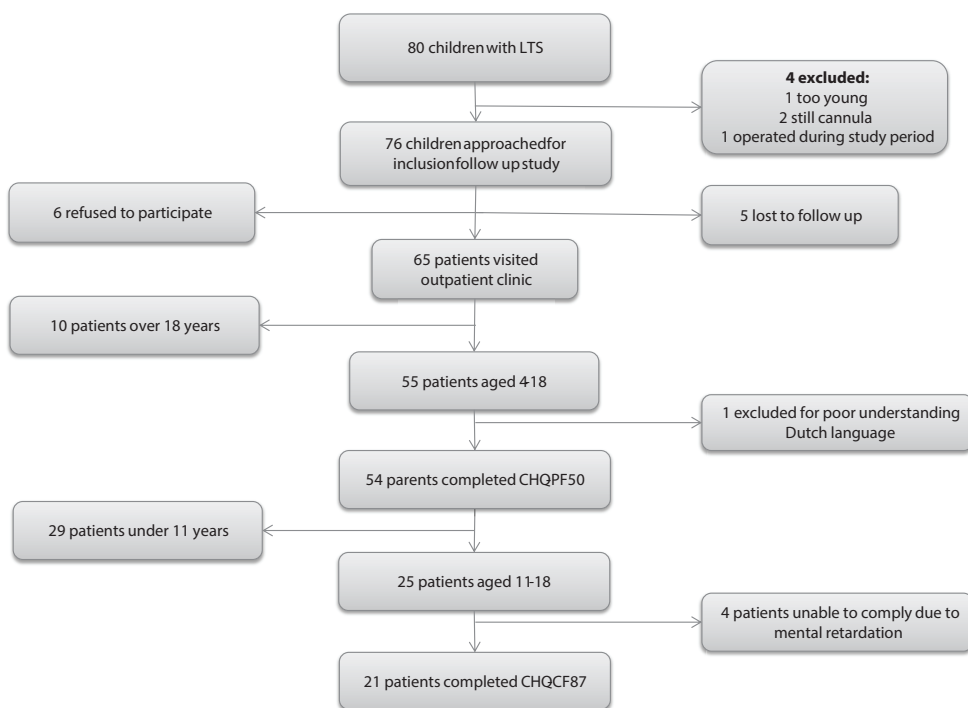 80 children with LTS
4 excluded:
1 too young
2 still cannula
1 operated during study period
76 children approached for
inclusion follow up study
6 refused to participate
5 lost to follow up
65 patients visited
outpatient clinic
10 patients over 18 years
55 patients aged 4-18
1 excluded for poor understanding
Dutch language
54 parents completed CHQ-PF50
29 patients under 11 years
25 patients aged 11-18
4 patients unable to comply due to
mental retardation
21 patients completed CHQ-CF87